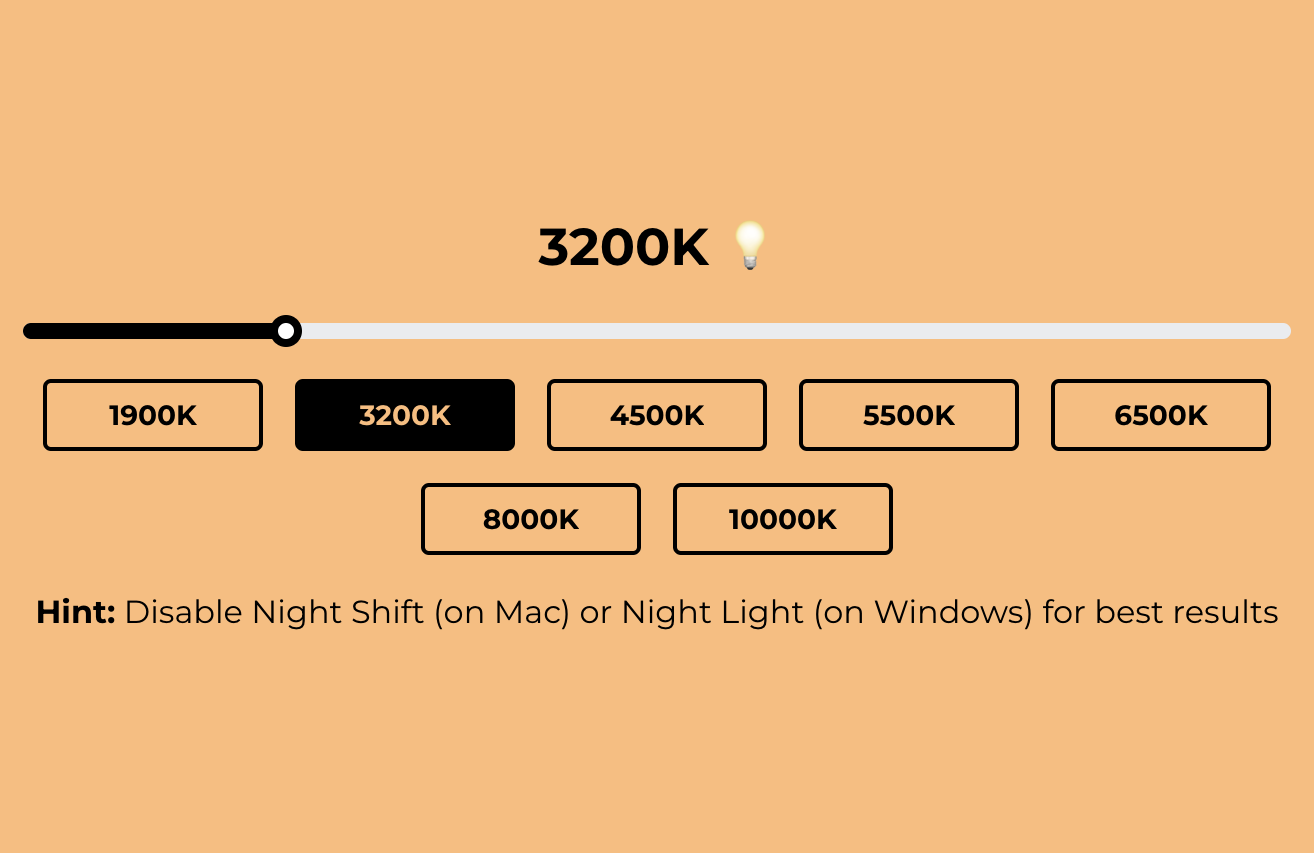 3200K 💡
1900K 3200K 4500K 5500K 6500K
8000K 10000K
Hint: Disable Night Shift (on Mac) or Night Light (on Windows) for best results